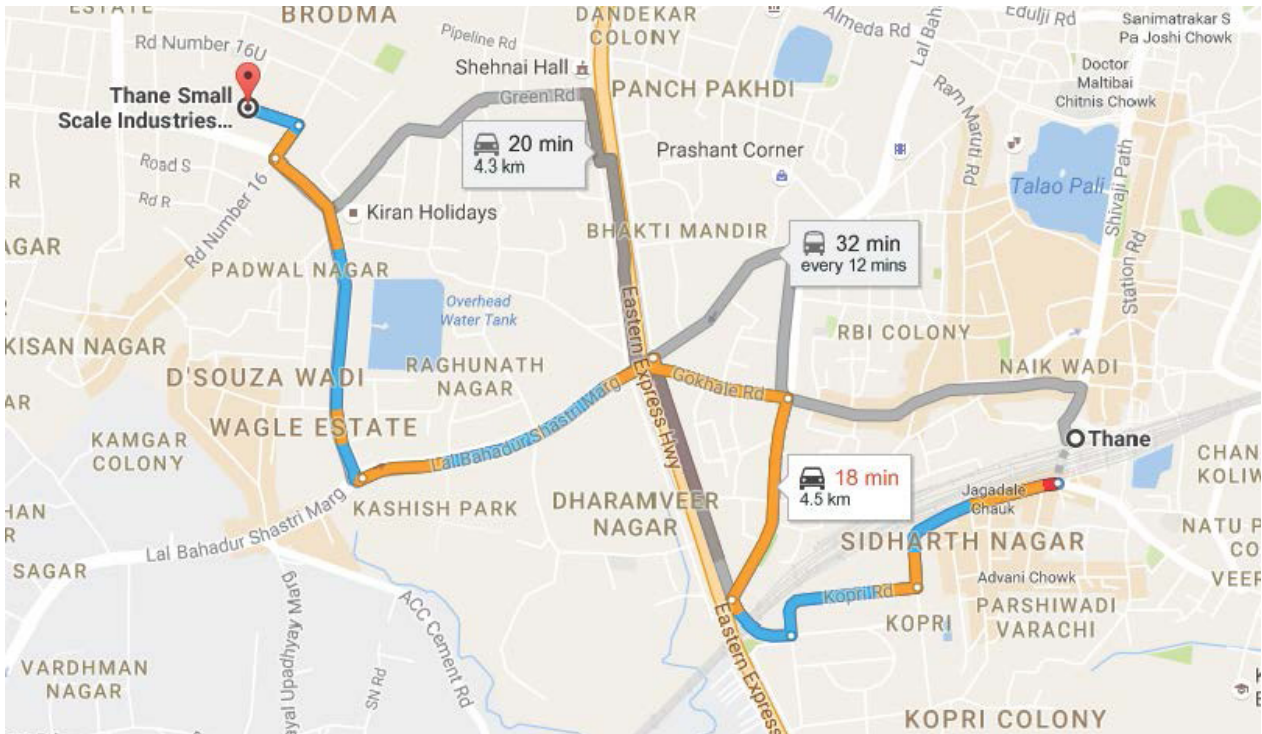 ESTATE
BRODMA
DANDEKAR
COLONY
Almeda Rd
Lal Bah
Edulji Rd
Sanimatrakar S
Pa Joshi Chowk
Rd Number 16U
Pipeline Rd
Shehnai Hall
PANCH PAKHDI
Doctor
Maltibai
Chitnis Chowk
Thane Small
Scale Industries...
Green Rd
Ram Maruti Rd
20 min
4.3 km
Prashant Corner
Road S
Rd R
Rd Number 16
Talao Pali
Shivaji Path
R
Kiran Holidays
AGAR
BHAKTI MANDIR
32 min
every 12 mins
Station Rd
PADWAL NAGAR
Overhead
Water Tank
Eastern Express Hwy
RBI COLONY
KISAN NAGAR
RAGHUNATH
NAGAR
NAIK WADI
D'SOUZA WADI
Gokhale Rd
AR
WAGLE ESTATE
Lal Bahadur Shastri Marg
KAMGAR
COLONY
Thane
CHAN
KOLIW
18 min
4.5 km
Jagadale
Chauk
KASHISH PARK
DHARAMVEER
NAGAR
HAN
R
Lal Bahadur Shastri Marg
NATU P
CO
SIDHARTH NAGAR
SAGAR
Advani Chowk
VEER
ACC Cement Rd
Kopri Rd
Eastern Express
KOPRI
PARSHIWADI
VARACHI
VARDHMAN
NAGAR
ayal Upadhyay Marg
SN Rd
K
E
KOPRI COLONY